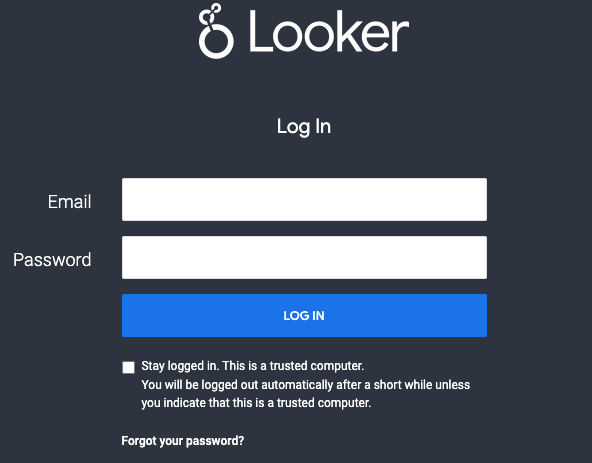 Looker
Log In
Email
Password
LOG IN
Stay logged in. This is a trusted computer.
You will be logged out automatically after a short while unless
you indicate that this is a trusted computer.
Forgot your password?